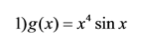 1)g(x) = x⁴ sin x